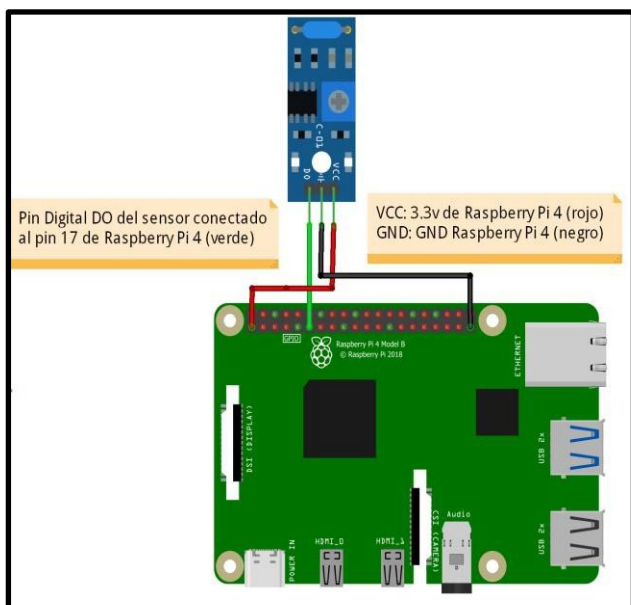 C-01
DO
VCC
Pin Digital DO del sensor conectado
al pin 17 de Raspberry Pi 4 (verde)
VCC: 3.3v de Raspberry Pi 4 (rojo)
GND: GND Raspberry Pi 4 (negro)
GPIO
Raspberry Pi 4 Model B
© Raspberry Pi 2018
ETHERNET
DSI (DISPLAY)
USB 2x
USB 2x
POWER IN
HDMI_0
HDMI_1
CSI (CAMERA)
Audio